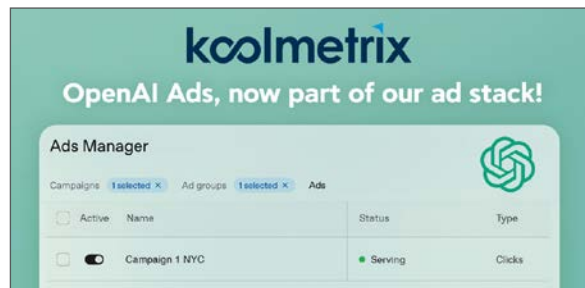 koolmetrix
OpenAI Ads, now part of our ad stack!
Ads Manager
Campaigns 1 selected × Ad groups 1 selected × Ads
Active Name Status Type
Campaign 1 NYC Serving Clicks